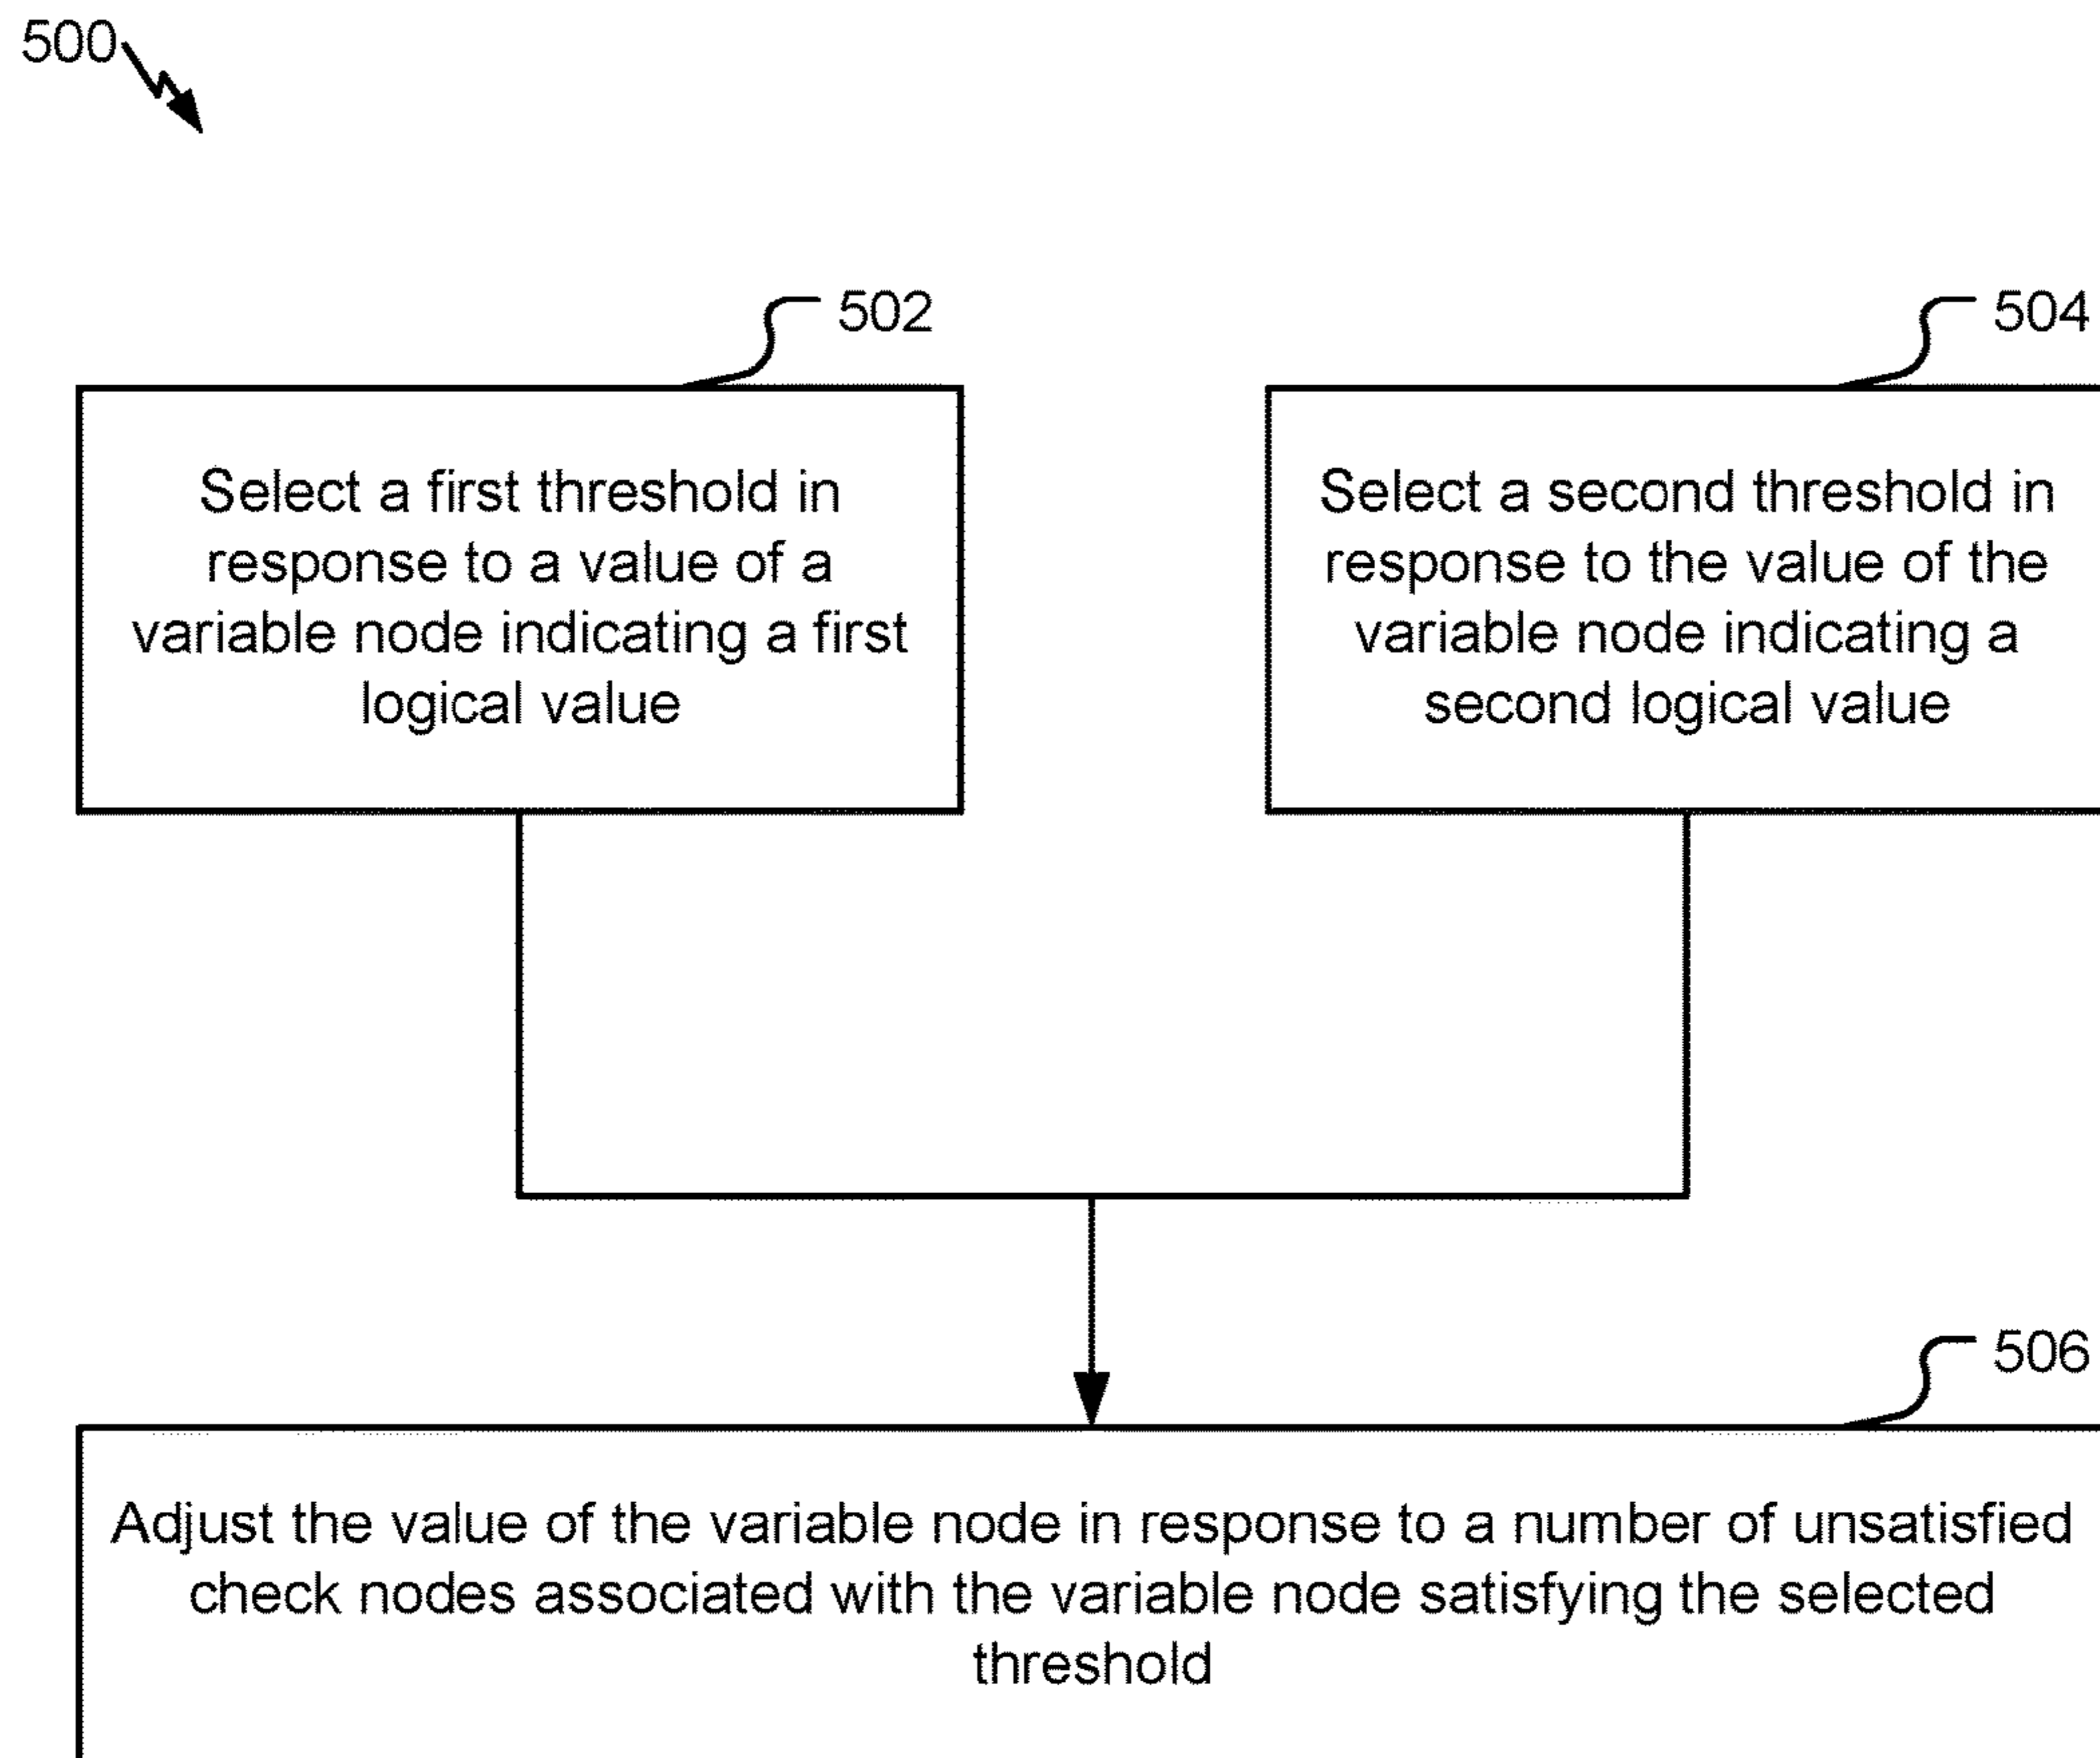 500
502
504
Select a first threshold in
response to a value of a
variable node indicating a first
logical value
Select a second threshold in
response to the value of the
variable node indicating a
second logical value
506
Adjust the value of the variable node in response to a number of unsatisfied
check nodes associated with the variable node satisfying the selected
threshold